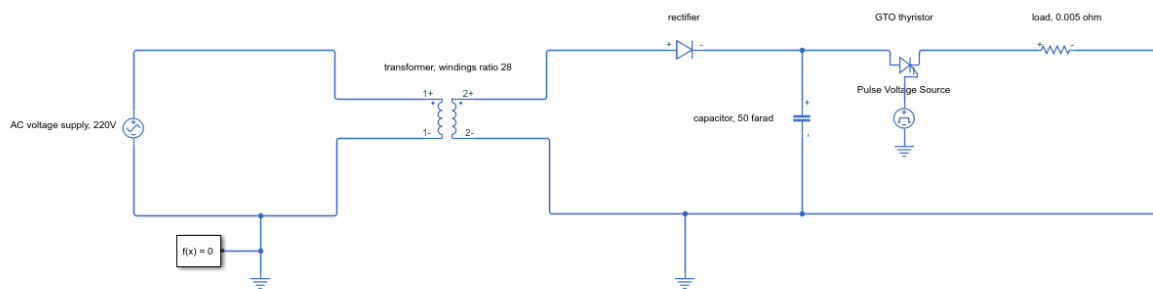 rectifier
GTO thyristor
load, 0.005 ohm
+ -
+ -
transformer, windings ratio 28
1+ 2+
Pulse Voltage Source
+
AC voltage supply, 220V
capacitor, 50 farad
1- 2-
-
f(x) = 0